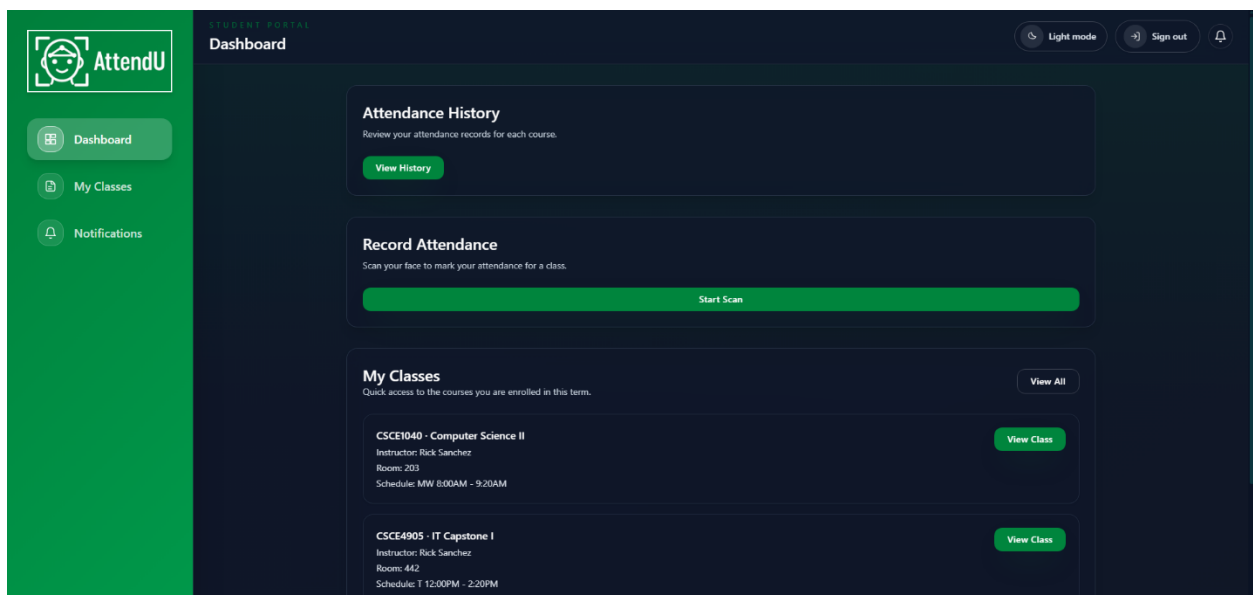 AttendU
Dashboard
My Classes
Notifications
STUDENT PORTAL
Dashboard
Light mode
Sign out
Attendance History
Review your attendance records for each course.
View History
Record Attendance
Scan your face to mark your attendance for a class.
Start Scan
My Classes
Quick access to the courses you are enrolled in this term.
View All
CSCE1040 · Computer Science II
Instructor: Rick Sanchez
Room: 203
Schedule: MW 8:00AM - 9:20AM
View Class
CSCE4905 · IT Capstone I
Instructor: Rick Sanchez
Room: 442
Schedule: T 12:00PM - 2:20PM
View Class